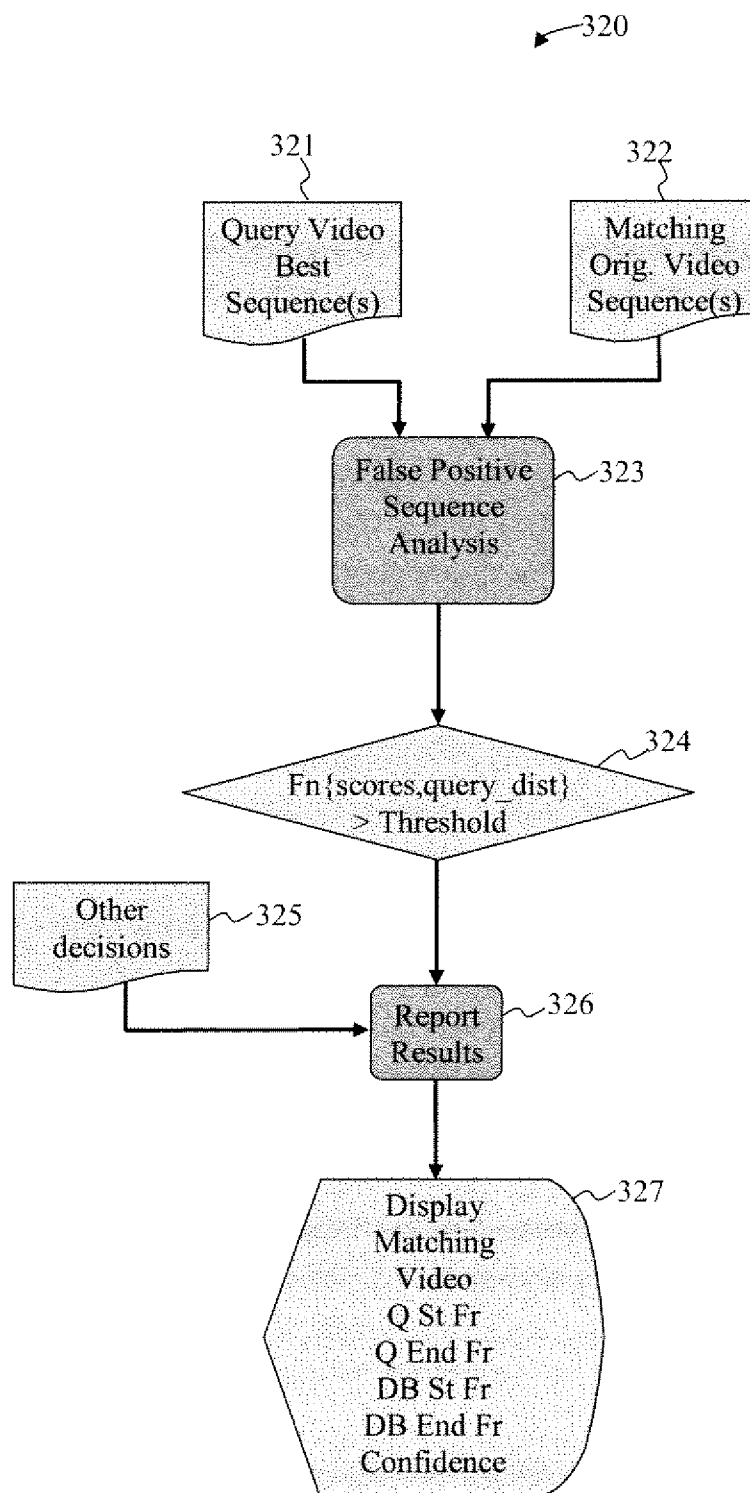 320
321
322
Query Video
Best
Sequence(s)
Matching
Orig. Video
Sequence(s)
False Positive
Sequence
Analysis
323
324
Fn{scores,query_dist}
> Threshold
Other
decisions
325
Report
Results
326
327
Display
Matching
Video
Q St Fr
Q End Fr
DB St Fr
DB End Fr
Confidence